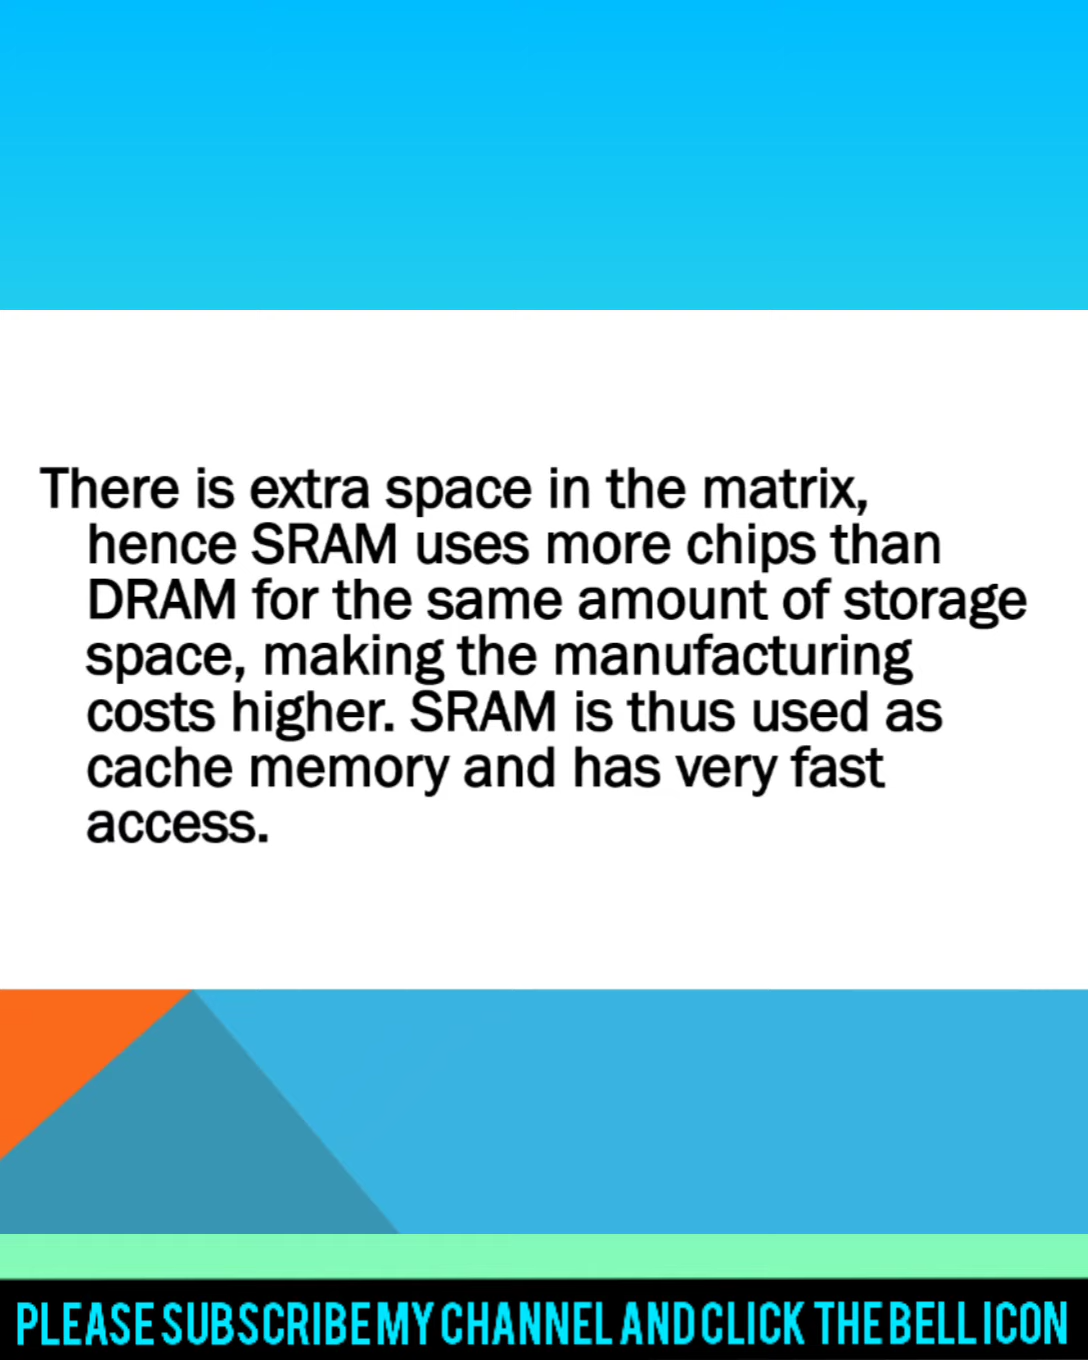 There is extra space in the matrix,
hence SRAM uses more chips than
DRAM for the same amount of storage
space, making the manufacturing
costs higher. SRAM is thus used as
cache memory and has very fast
access.
PLEASE SUBSCRIBE MY CHANNEL AND CLICK THE BELL ICON